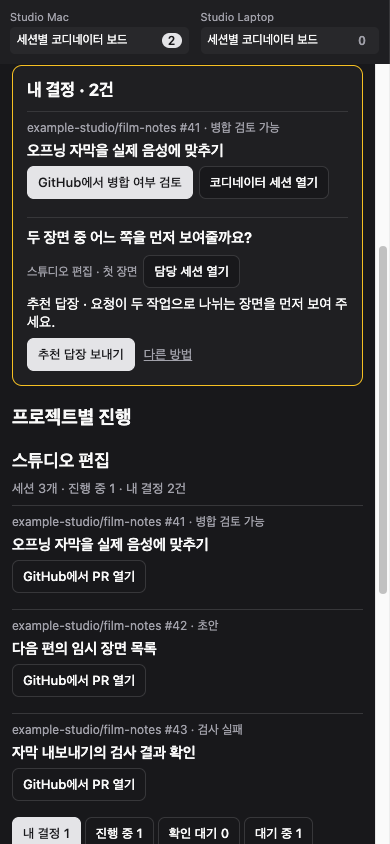 Studio Mac
Studio Laptop
세션별 코디네이터 보드 2
세션별 코디네이터 보드 0
내 결정 · 2건
example-studio/film-notes #41 · 병합 검토 가능
오프닝 자막을 실제 음성에 맞추기
GitHub에서 병합 여부 검토
코디네이터 세션 열기
두 장면 중 어느 쪽을 먼저 보여줄까요?
스튜디오 편집 · 첫 장면
담당 세션 열기
추천 답장 · 요청이 두 작업으로 나뉘는 장면을 먼저 보여 주
세요.
추천 답장 보내기
다른 방법
프로젝트별 진행
스튜디오 편집
세션 3개 · 진행 중 1 · 내 결정 2건
example-studio/film-notes #41 · 병합 검토 가능
오프닝 자막을 실제 음성에 맞추기
GitHub에서 PR 열기
example-studio/film-notes #42 · 초안
다음 편의 임시 장면 목록
GitHub에서 PR 열기
example-studio/film-notes #43 · 검사 실패
자막 내보내기의 검사 결과 확인
GitHub에서 PR 열기
내 결정 1
진행 중 1
확인 대기 0
대기 중 1